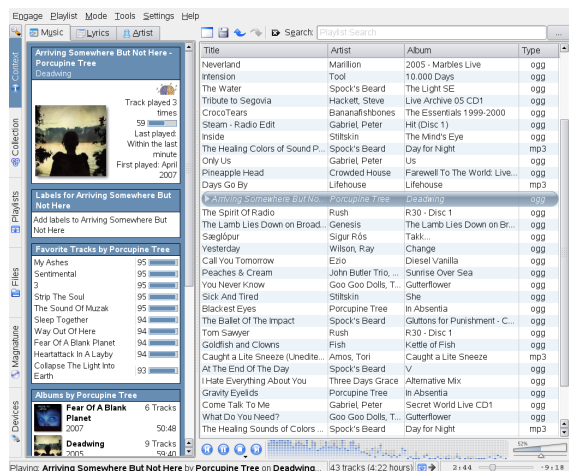 Engage Playlist Mode Tools Settings Help
Music Lyrics Artist
Search: Playlist Search ...
Context
Collection
Playlists
Files
Magnatune
Devices
Arriving Somewhere But Not Here - Porcupine Tree
Deadwing
Track played 3 times
59
Last played: Within the last minute
First played: April 2007
Labels for Arriving Somewhere But Not Here
Add labels to Arriving Somewhere But Not Here
Favorite Tracks by Porcupine Tree
My Ashes 95
Sentimental 95
3 95
Strip The Soul 95
The Sound Of Muzak 95
Sleep Together 94
Way Out Of Here 94
Fear Of A Blank Planet 94
Heartattack In A Layby 94
Collapse The Light Into Earth 93
Albums by Porcupine Tree
Fear Of A Blank Planet 6 Tracks
2007 50:48
Deadwing 9 Tracks
2005 59:40
Title Artist Album Type
Neverland Marillion 2005 - Marbles Live ogg
Intension Tool 10.000 Days ogg
The Water Spock's Beard The Light SE ogg
Tribute to Segovia Hackett, Steve Live Archive 05 CD1 ogg
CrocoTears Bananafishbones The Essentials 1999-2000 ogg
Steam - Radio Edit Gabriel, Peter Hit (Disc 1) ogg
Inside Stiltskin The Mind's Eye ogg
The Healing Colors of Sound P... Spock's Beard Day for Night mp3
Only Us Gabriel, Peter Us ogg
Pineapple Head Crowded House Farewell To The World: Live... ogg
Days Go By Lifehouse Lifehouse mp3
Arriving Somewhere But No... Porcupine Tree Deadwing ogg
The Spirit Of Radio Rush R30 - Disc 1 ogg
The Lamb Lies Down on Broad... Genesis The Lamb Lies Down on Br... ogg
Sæglópur Sigur Rós Takk... ogg
Yesterday Wilson, Ray Change ogg
Call You Tomorrow Ezio Diesel Vanilla ogg
Peaches & Cream John Butler Trio, ... Sunrise Over Sea ogg
You Never Know Goo Goo Dolls, T... Gutterflower ogg
Sick And Tired Stiltskin She ogg
Blackest Eyes Porcupine Tree In Absentia ogg
The Ballet Of The Impact Spock's Beard Gluttons for Punishment - C... ogg
Tom Sawyer Rush R30 - Disc 1 ogg
Goldfish and Clowns Fish Kettle of Fish ogg
Caught a Lite Sneeze (Unedite... Amos, Tori Caught a Lite Sneeze mp3
At The End Of The Day Spock's Beard V ogg
I Hate Everything About You Three Days Grace Alternative Mix ogg
Gravity Eyelids Porcupine Tree In Absentia ogg
Come Talk To Me Gabriel, Peter Secret World Live CD1 ogg
What Do You Need? Goo Goo Dolls, T... Gutterflower ogg
The Healing Sounds of Colors ... Spock's Beard Day for Night mp3
52%
Playing: Arriving Somewhere But Not Here by Porcupine Tree on Deadwing... 43 tracks (4:22 hours) 2:44 -9:18